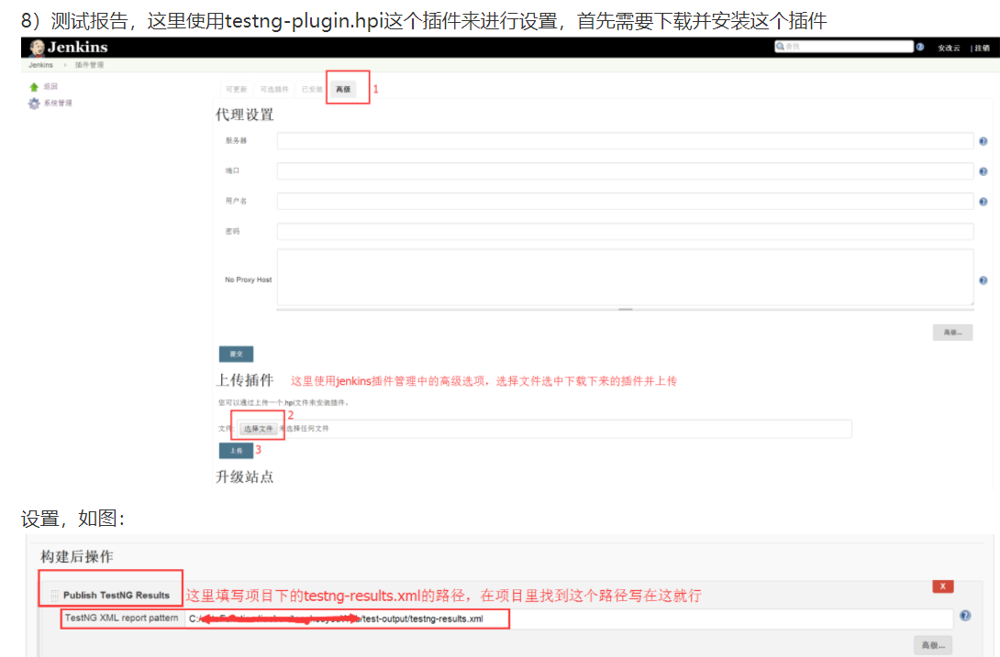 8）测试报告，这里使用testng-plugin.hpi这个插件来进行设置，首先需要下载并安装这个插件
Jenkins
查找
安改云 | 注销
Jenkins 插件管理
返回
系统管理
可更新 可选插件 已安装 高级 1
代理设置
服务器
端口
用户名
密码
No Proxy Host
高级...
提交
上传插件 这里使用jenkins插件管理中的高级选项，选择文件选中下载下来的插件并上传
您可以通过上传一个.hpi文件来安装插件。
2
文件: 选择文件 未选择任何文件
上传 3
升级站点
设置，如图：
构建后操作
X
Publish TestNG Results 这里填写项目下的testng-results.xml的路径，在项目里找到这个路径写在这就行
TestNG XML report pattern C:/ /test-output/testng-results.xml
高级...